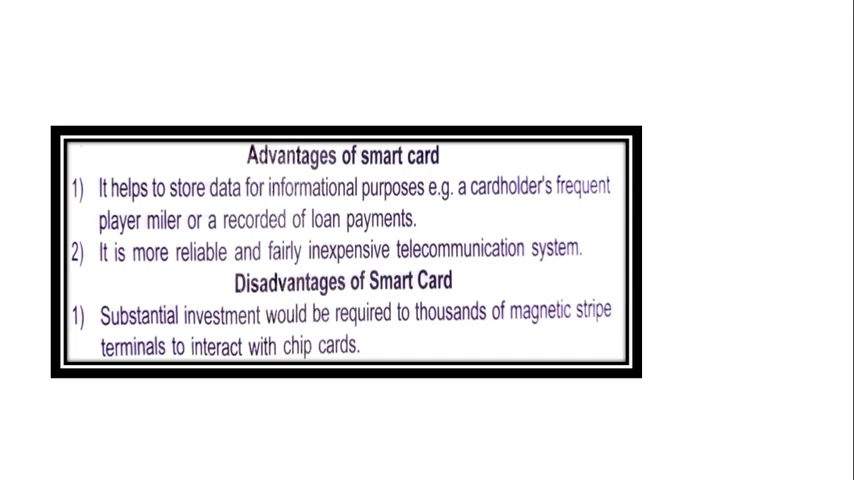 Advantages of smart card
1) It helps to store data for informational purposes e.g. a cardholder's frequent
player miler or a recorded of loan payments.
2) It is more reliable and fairly inexpensive telecommunication system.
Disadvantages of Smart Card
1) Substantial investment would be required to thousands of magnetic stripe
terminals to interact with chip cards.